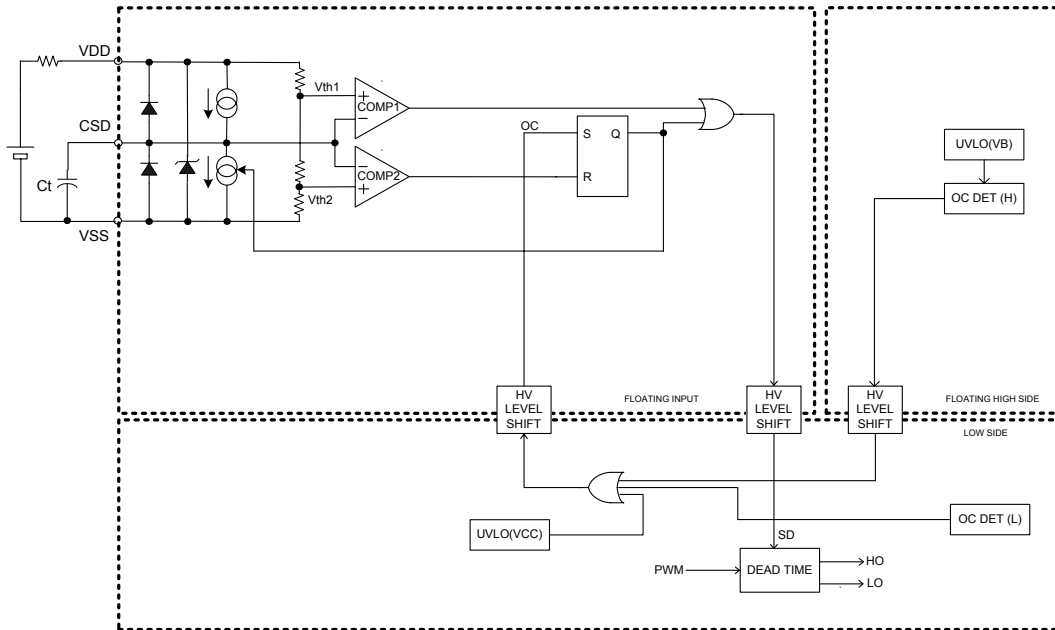 VDD
CSD
Ct
VSS
Vth1
+
COMP1
−
−
COMP2
+
Vth2
OC
S
Q
R
UVLO(VB)
OC DET (H)
HV
LEVEL
SHIFT
FLOATING INPUT
HV
LEVEL
SHIFT
HV
LEVEL
SHIFT
FLOATING HIGH SIDE
LOW SIDE
UVLO(VCC)
OC DET (L)
SD
PWM
DEAD TIME
HO
LO